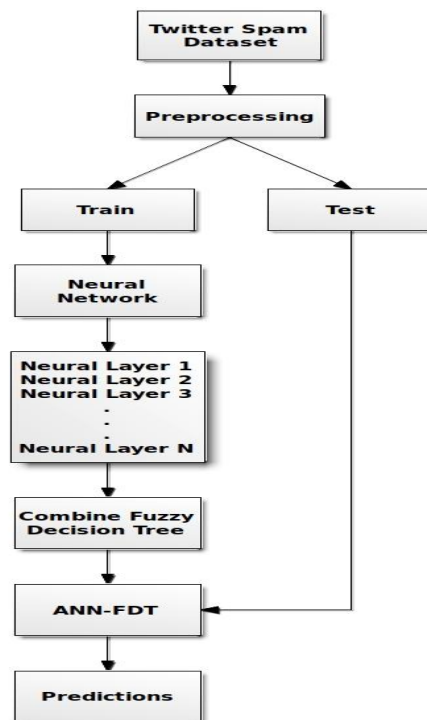 Twitter Spam
Dataset
Preprocessing
Train
Test
Neural
Network
Neural Layer 1
Neural Layer 2
Neural Layer 3
.
.
.
Neural Layer N
Combine Fuzzy
Decision Tree
ANN-FDT
Predictions